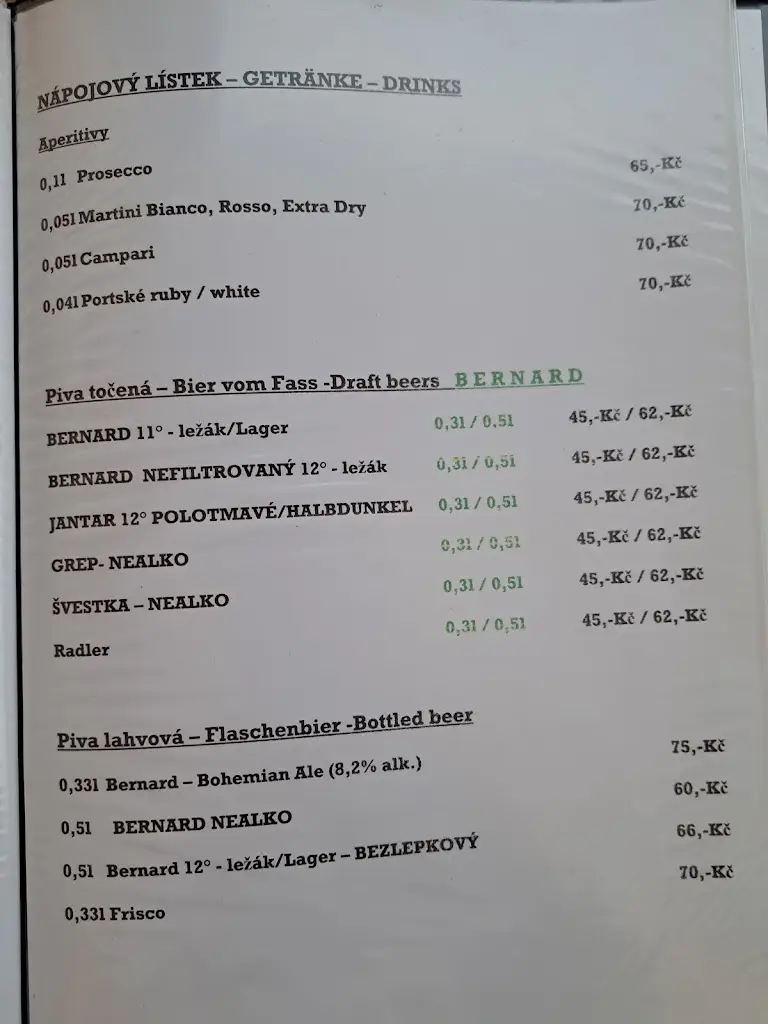 NÁPOJOVÝ LÍSTEK – GETRÄNKE – DRINKS
Aperitivy
0,1l Prosecco 65,-Kč
0,05l Martini Bianco, Rosso, Extra Dry 70,-Kč
0,05l Campari 70,-Kč
0,04l Portské ruby / white 70,-Kč
Piva točená – Bier vom Fass -Draft beers BERNARD
BERNARD 11° - ležák/Lager 0,3l / 0,5l 45,-Kč / 62,-Kč
BERNARD NEFILTROVANÝ 12° - ležák 0,3l / 0,5l 45,-Kč / 62,-Kč
JANTAR 12° POLOTMAVÉ/HALBDUNKEL 0,3l / 0,5l 45,-Kč / 62,-Kč
GREP- NEALKO 0,3l / 0,5l 45,-Kč / 62,-Kč
ŠVESTKA – NEALKO 0,3l / 0,5l 45,-Kč / 62,-Kč
Radler 0,3l / 0,5l 45,-Kč / 62,-Kč
Piva lahvová – Flaschenbier -Bottled beer
0,33l Bernard – Bohemian Ale (8,2% alk.) 75,-Kč
0,5l BERNARD NEALKO 60,-Kč
0,5l Bernard 12° - ležák/Lager – BEZLEPKOVÝ 66,-Kč
0,33l Frisco 70,-Kč